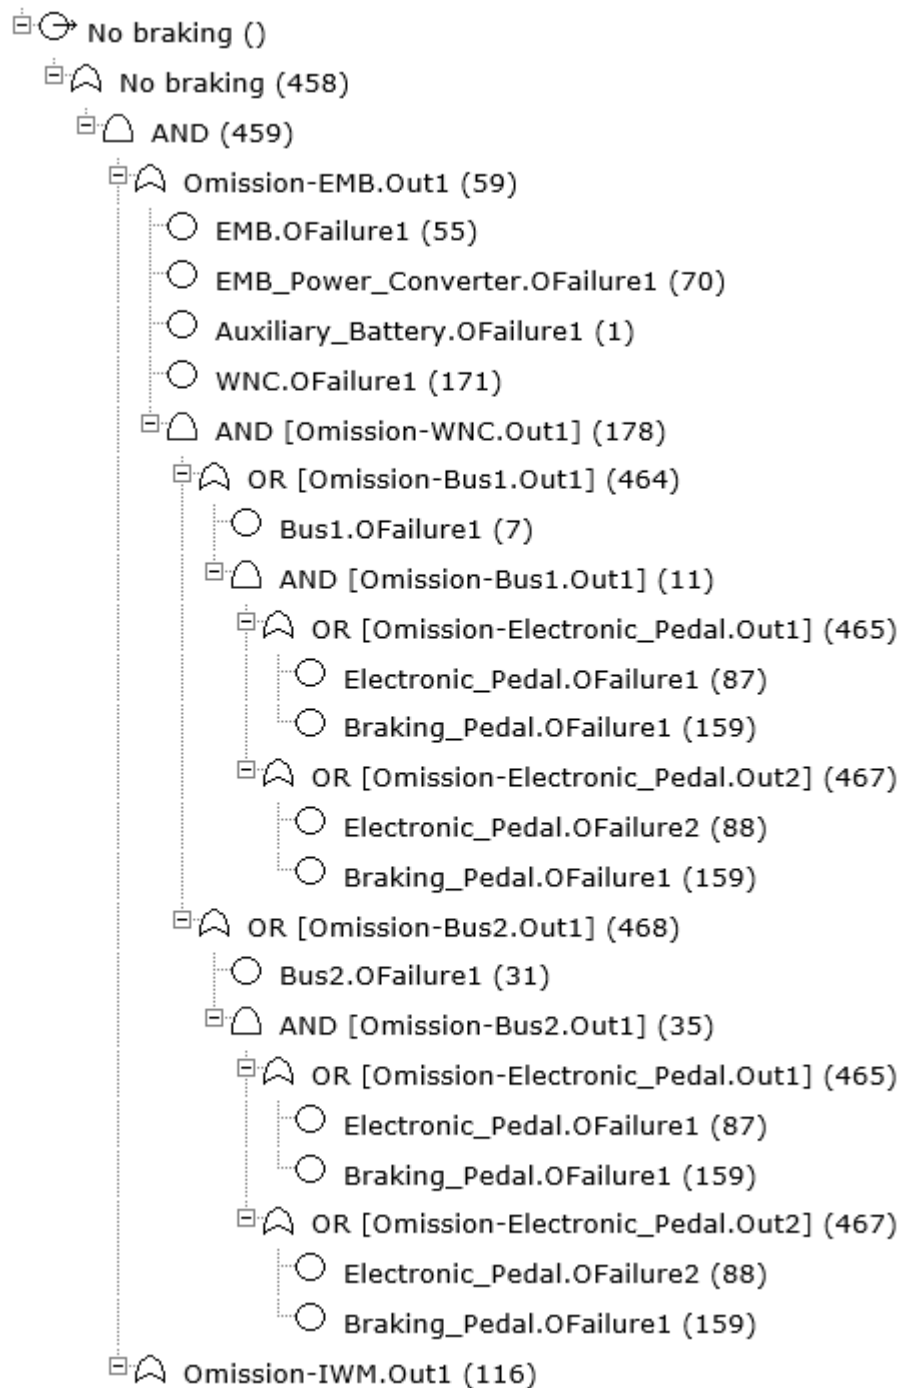 No braking ()
No braking (458)
AND (459)
Omission-EMB.Out1 (59)
EMB.OFailure1 (55)
EMB_Power_Converter.OFailure1 (70)
Auxiliary_Battery.OFailure1 (1)
WNC.OFailure1 (171)
AND [Omission-WNC.Out1] (178)
OR [Omission-Bus1.Out1] (464)
Bus1.OFailure1 (7)
AND [Omission-Bus1.Out1] (11)
OR [Omission-Electronic_Pedal.Out1] (465)
Electronic_Pedal.OFailure1 (87)
Braking_Pedal.OFailure1 (159)
OR [Omission-Electronic_Pedal.Out2] (467)
Electronic_Pedal.OFailure2 (88)
Braking_Pedal.OFailure1 (159)
OR [Omission-Bus2.Out1] (468)
Bus2.OFailure1 (31)
AND [Omission-Bus2.Out1] (35)
OR [Omission-Electronic_Pedal.Out1] (465)
Electronic_Pedal.OFailure1 (87)
Braking_Pedal.OFailure1 (159)
OR [Omission-Electronic_Pedal.Out2] (467)
Electronic_Pedal.OFailure2 (88)
Braking_Pedal.OFailure1 (159)
Omission-IWM.Out1 (116)